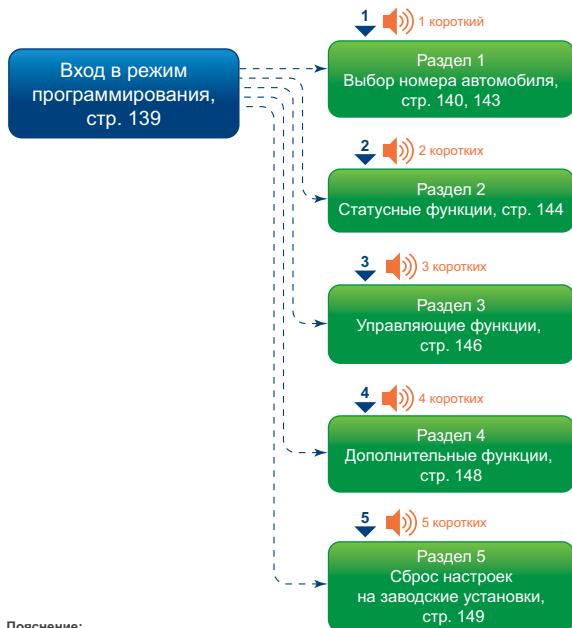 Вход в режим
программирования,
стр. 139
1 1 короткий
Раздел 1
Выбор номера автомобиля,
стр. 140, 143
2 2 коротких
Раздел 2
Статусные функции, стр. 144
3 3 коротких
Раздел 3
Управляющие функции,
стр. 146
4 4 коротких
Раздел 4
Дополнительные функции,
стр. 148
5 5 коротких
Раздел 5
Сброс настроек
на заводские установки,
стр. 149
Пояснение: